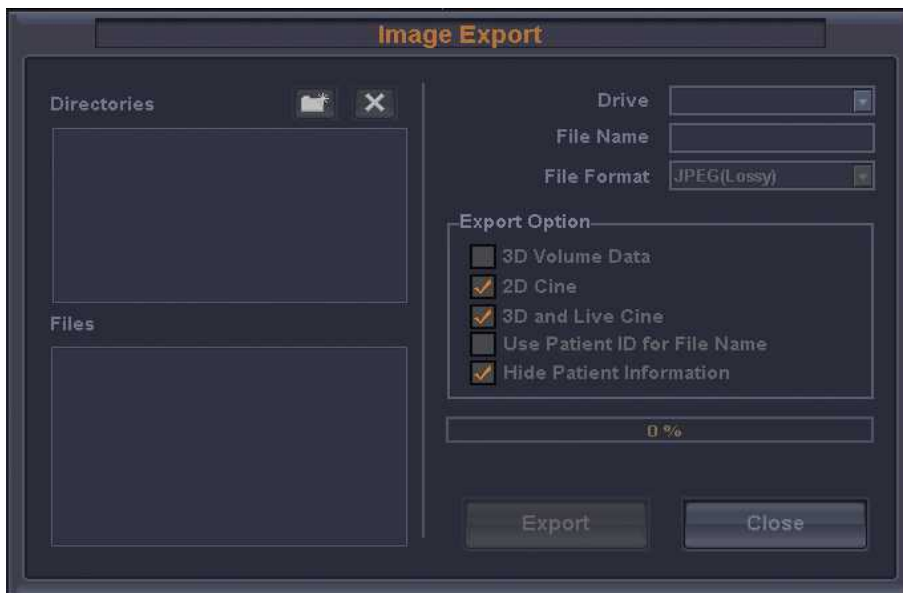 Image Export
Directories
Files
Drive
File Name
File Format JPEG(Lossy)
Export Option
3D Volume Data
2D Cine
3D and Live Cine
Use Patient ID for File Name
Hide Patient Information
0 %
Export
Close